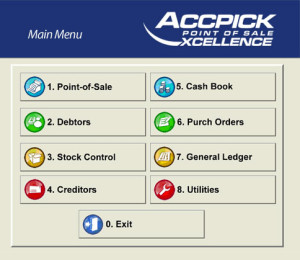 Main Menu
ACCPICK
POINT OF SALE
XCELLENCE
1. Point-of-Sale
5. Cash Book
2. Debtors
6. Purch Orders
3. Stock Control
7. General Ledger
4. Creditors
8. Utilities
0. Exit